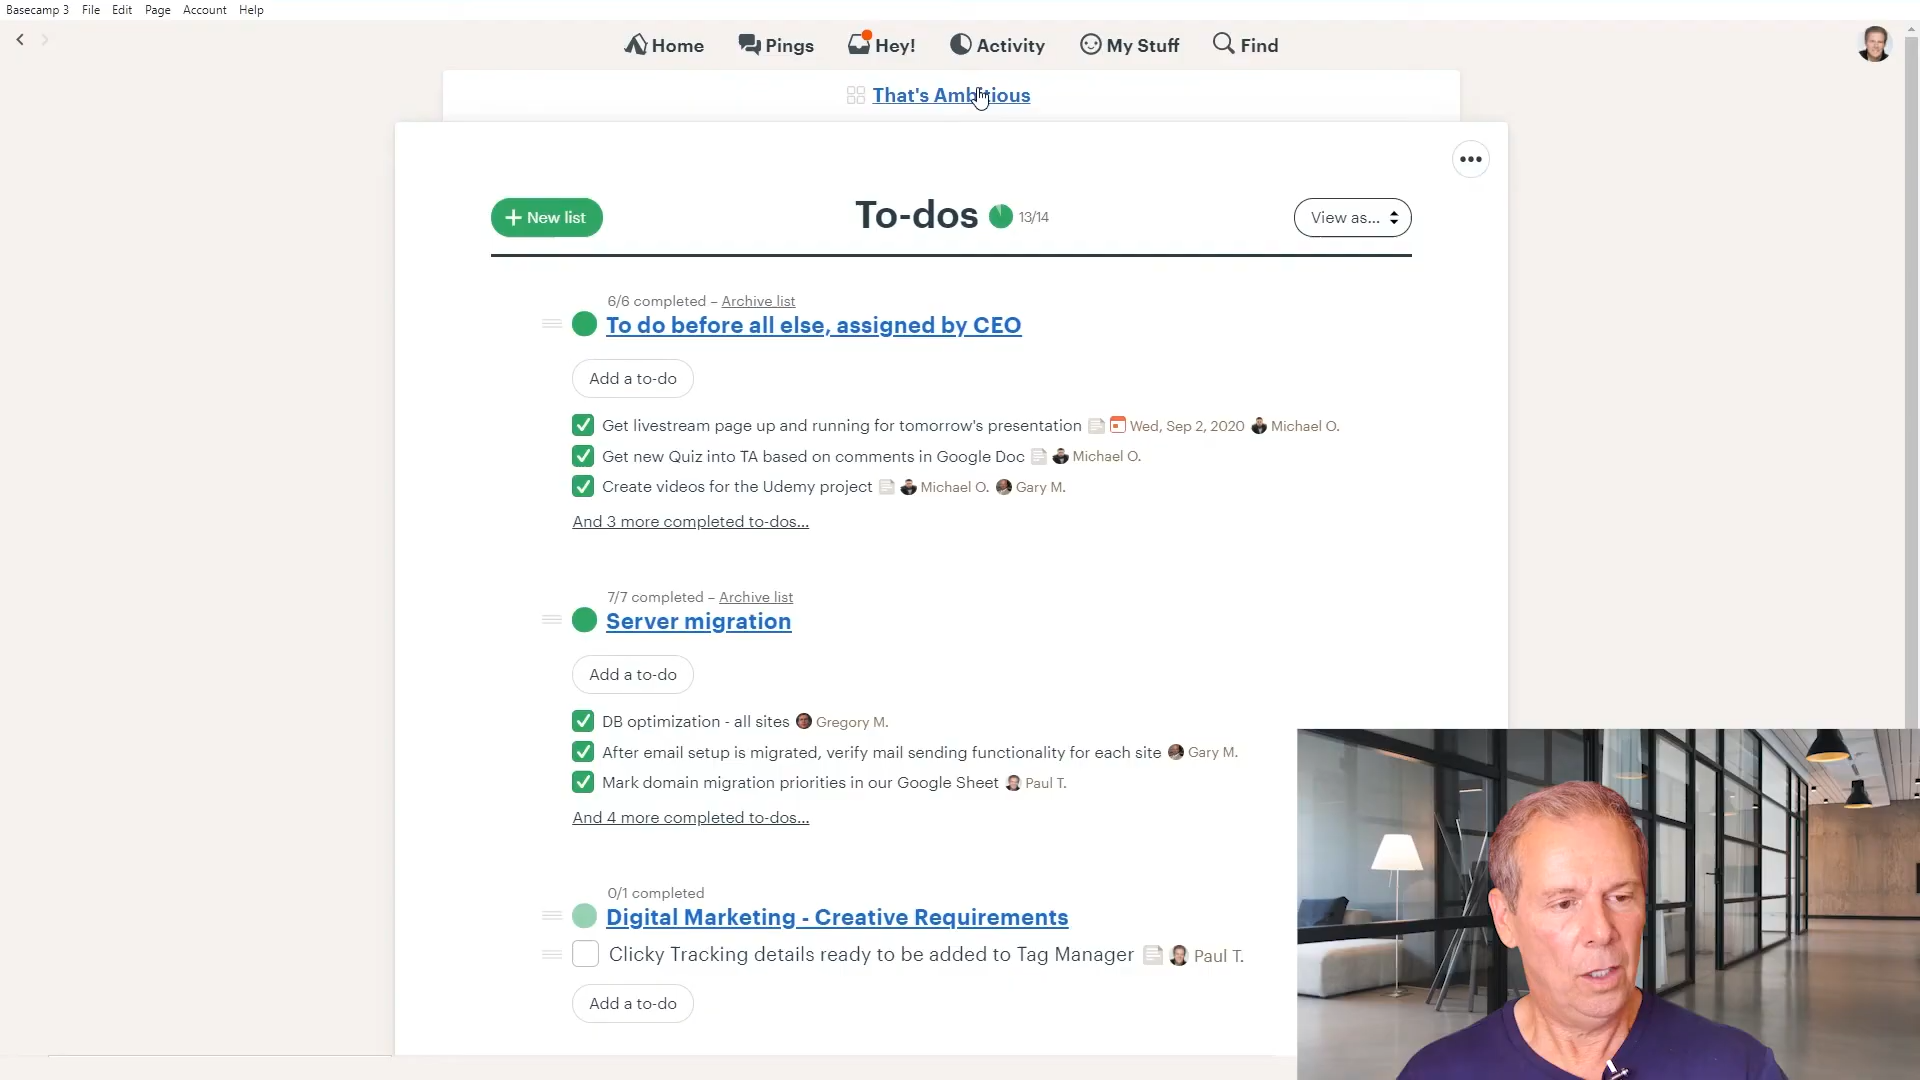 Basecamp 3 File Edit Page Account Help
Home Pings Hey! Activity My Stuff Find
That's Ambitious
+ New list
To-dos 13/14
View as...
6/6 completed – Archive list
To do before all else, assigned by CEO
Add a to-do
Get livestream page up and running for tomorrow's presentation Wed, Sep 2, 2020 Michael O.
Get new Quiz into TA based on comments in Google Doc Michael O.
Create videos for the Udemy project Michael O. Gary M.
And 3 more completed to-dos...
7/7 completed – Archive list
Server migration
Add a to-do
DB optimization - all sites Gregory M.
After email setup is migrated, verify mail sending functionality for each site Gary M.
Mark domain migration priorities in our Google Sheet Paul T.
And 4 more completed to-dos...
0/1 completed
Digital Marketing - Creative Requirements
Clicky Tracking details ready to be added to Tag Manager Paul T.
Add a to-do